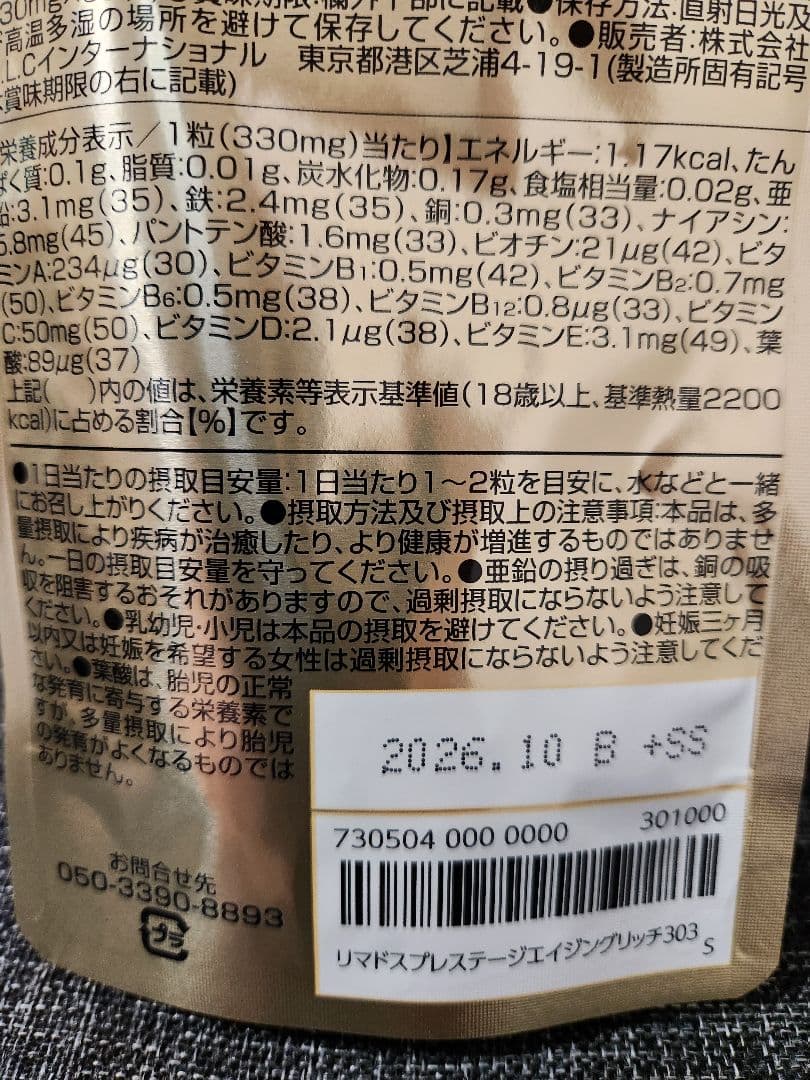 30mg
賞味期限:欄外下部に記載●保存方法:直射日光及
高温多湿の場所を避けて保存してください。●販売者:株式会社
.L.Cインターナショナル 東京都港区芝浦4-19-1(製造所固有記号
賞味期限の右に記載)
栄養成分表示/1粒(330mg)当たり】エネルギー:1.17kcal、たん
ぱく質:0.1g、脂質:0.01g、炭水化物:0.17g、食塩相当量:0.02g、亜
鉛:3.1mg(35)、鉄:2.4mg(35)、銅:0.3mg(33)、ナイアシン:
5.8mg(45)、パントテン酸:1.6mg(33)、ビオチン:21μg(42)、ビタ
ミンA:234μg(30)、ビタミンB1:0.5mg(42)、ビタミンB2:0.7mg
(50)、ビタミンB6:0.5mg(38)、ビタミンB12:0.8μg(33)、ビタミン
C:50mg(50)、ビタミンD:2.1μg(38)、ビタミンE:3.1mg(49)、葉
酸:89μg(37)
上記( )内の値は、栄養素等表示基準値(18歳以上、基準熱量2200
kcal)に占める割合【%】です。
●1日当たりの摂取目安量:1日当たり1~2粒を目安に、水などと一緒
にお召し上がりください。●摂取方法及び摂取上の注意事項:本品は、多
量摂取により疾病が治癒したり、より健康が増進するものではありませ
ん。一日の摂取目安量を守ってください。●亜鉛の摂り過ぎは、銅の吸
収を阻害するおそれがありますので、過剰摂取にならないよう注意して
ください。●乳幼児・小児は本品の摂取を避けてください。●妊娠三ヶ月
以内又は妊娠を希望する女性は過剰摂取にならないよう注意してくだ
さい。●葉酸は、胎児の正常
な発育に寄与する栄養素で
すが、多量摂取により胎児
の発育がよくなるものでは
ありません。
2026.10 B +SS
730504 000 0000 301000
リマドスプレステージエイジングリッチ303
S
お問合せ先
050-3390-8893
プラ